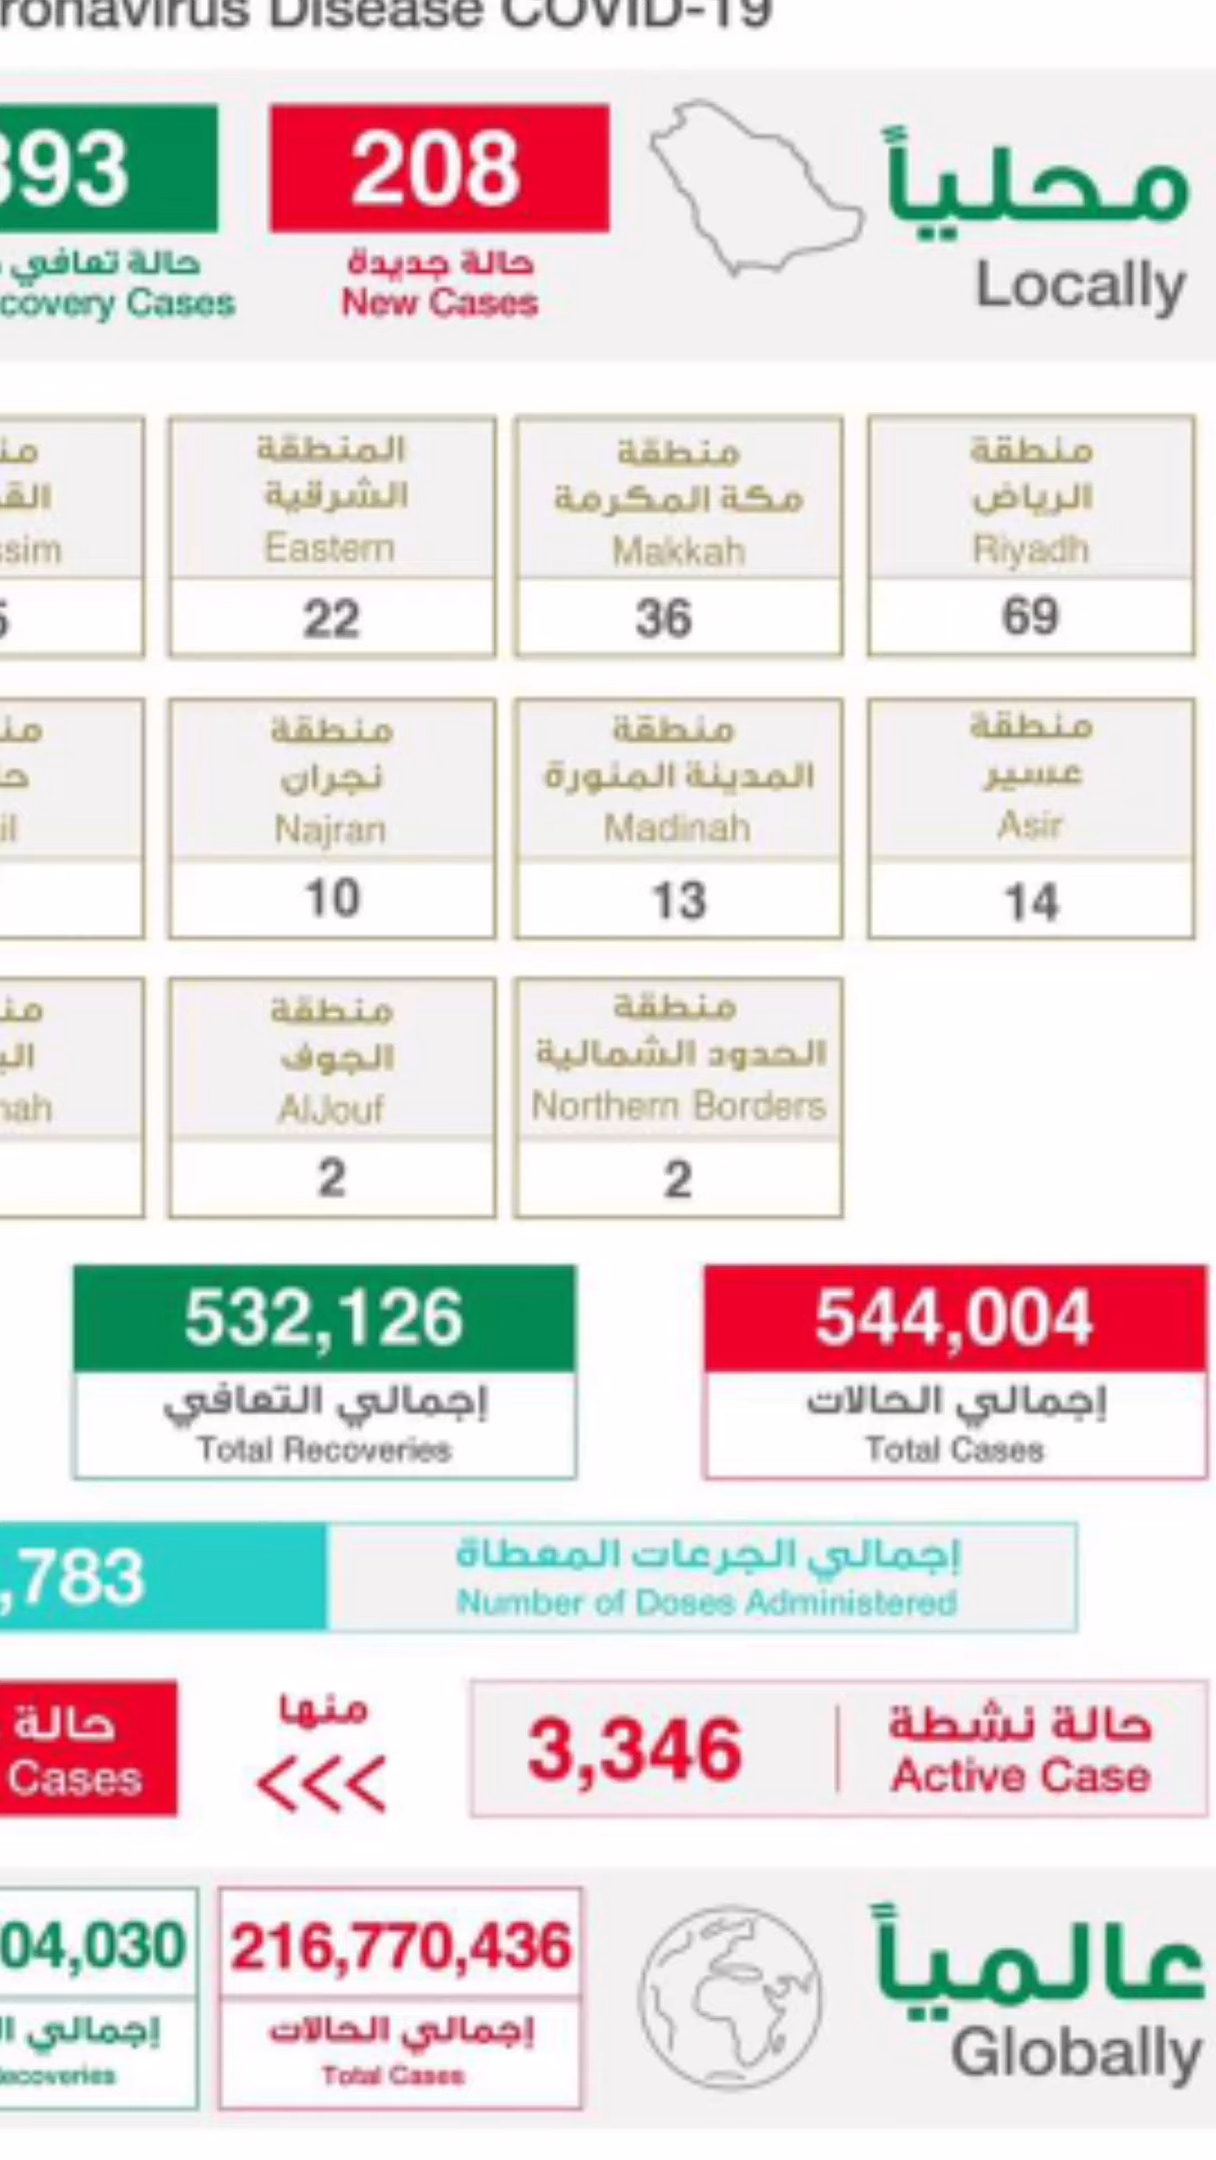 Disease COVID-19
محلياً
Locally
208
حالة جديدة
New Cases
393
حالة تعافي
Cases
منطقة
الرياض
Riyadh
69
منطقة
مكة المكرمة
Makkah
36
المنطقة
الشرقية
Eastern
22
منطقة
عسير
Asir
14
منطقة
المدينة المنورة
Madinah
13
منطقة
نجران
Najran
10
منطقة
الحدود الشمالية
Northern Borders
2
منطقة
الجوف
AlJouf
2
544,004
إجمالي الحالات
Total Cases
532,126
إجمالي التعافي
Total Recoveries
إجمالي الجرعات المعطاة
Number of Doses Administered
,783
حالة نشطة
Active Case
3,346
منها
<<<
حالة
Cases
عالمياً
Globally
216,770,436
إجمالي الحالات
Total Cases
04,030
إجمالي